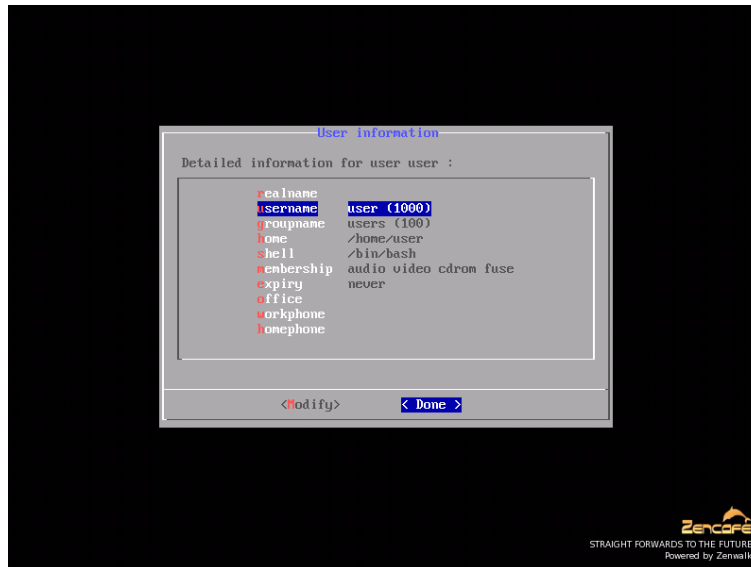 User information
Detailed information for user user :
realname
username user (1000)
groupname users (100)
home /home/user
shell /bin/bash
membership audio video cdrom fuse
expiry never
office
workphone
homephone
<Modify> < Done >
Zencafe
STRAIGHT FORWARDS TO THE FUTURE
Powered by Zenwalk